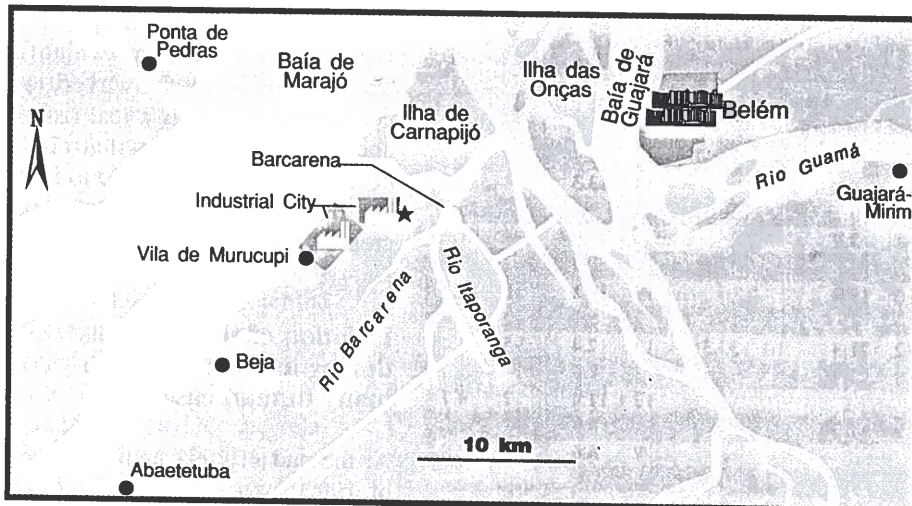 Ponta de
Pedras
Baía de
Marajó
Ilha das
Onças
Baía de
Guajará
Belém
N
Ilha de
Carnapijó
Barcarena
Rio Guamá
Guajará-
Mirim
Industrial City
Vila de Murucupi
Rio Barcarena
Rio Itaporanga
Beja
10 km
Abaetetuba